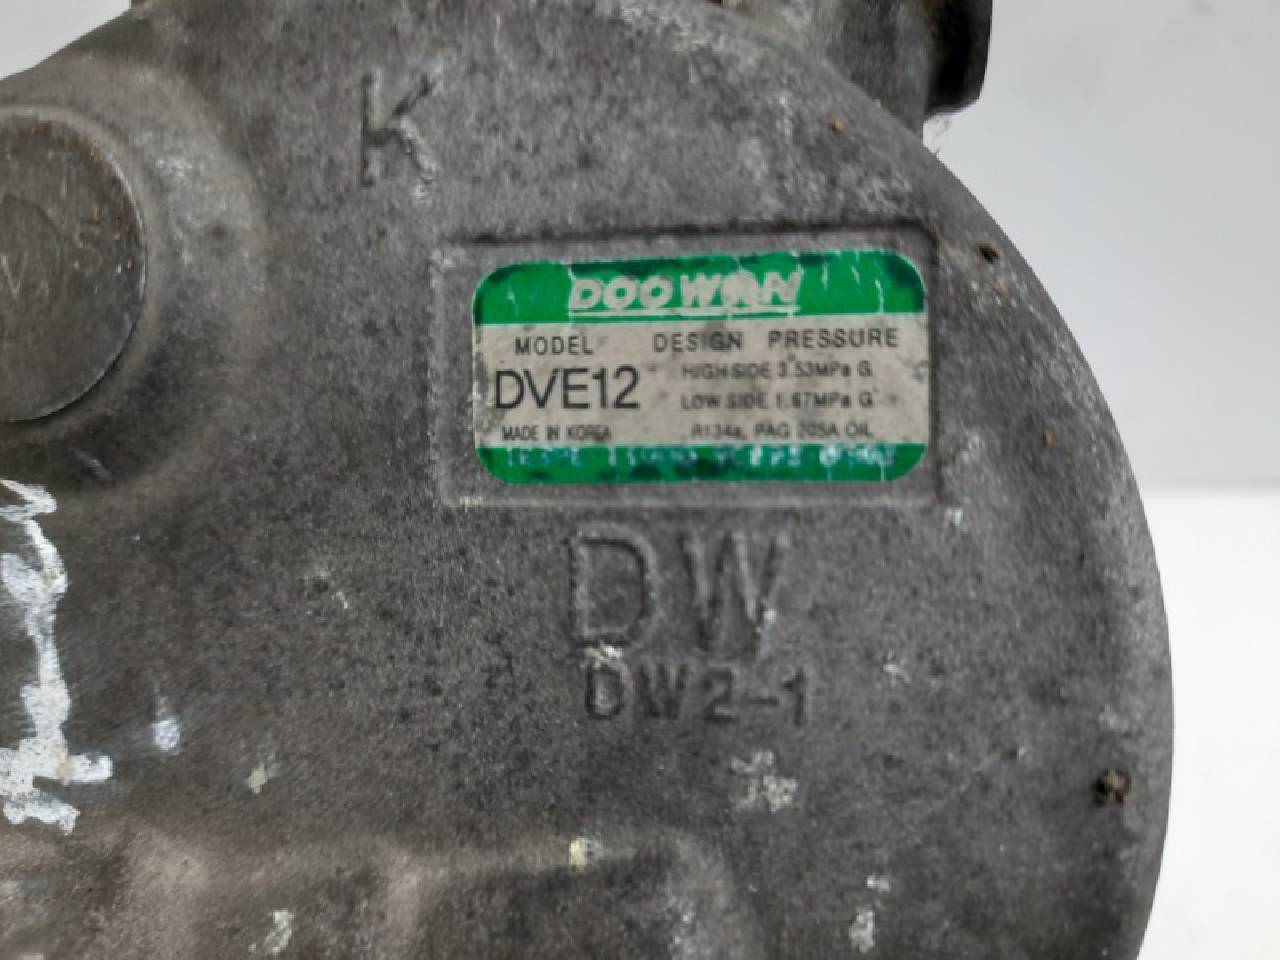 K
DOOWON
MODEL DESIGN PRESSURE
DVE12 HIGH SIDE 3.53MPa G
LOW SIDE 1.67MPa G
MADE IN KOREA R134a, PAG 205A OIL
DW
DW2-1